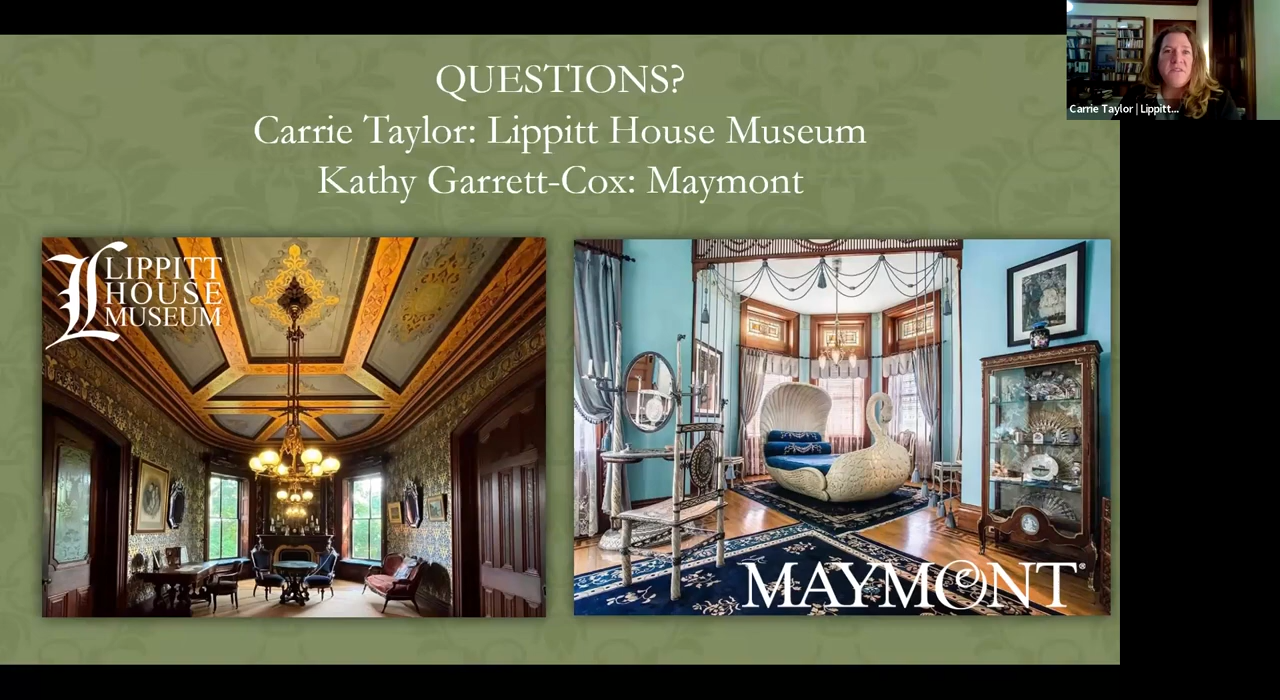 QUESTIONS?
Carrie Taylor: Lippitt House Museum
Kathy Garrett-Cox: Maymont
Carrie Taylor | Lippitt...
LIPPITT
HOUSE
MUSEUM
MAYMONT®